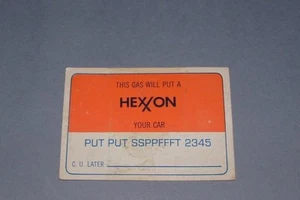 THIS GAS WILL PUT A
HEXXON
YOUR CAR
PUT PUT SSPPFFFT 2345
C. U. LATER